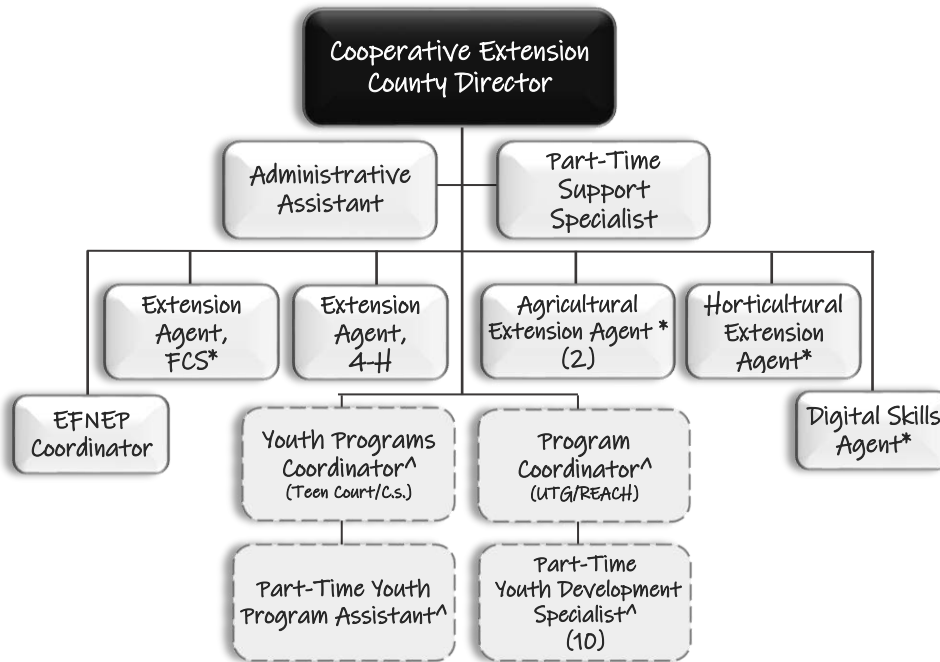 Cooperative Extension
County Director
Administrative
Assistant
Part-Time
Support
Specialist
Extension
Agent,
FCS*
Extension
Agent,
4-H
Agricultural
Extension Agent *
(2)
Horticultural
Extension
Agent*
EFNEP
Coordinator
Digital Skills
Agent*
Youth Programs
Coordinator^
(Teen Court/C.s.)
Program
Coordinator^
(UTG/REACH)
Part-Time Youth
Program Assistant^
Part-Time
Youth Development
Specialist^
(10)